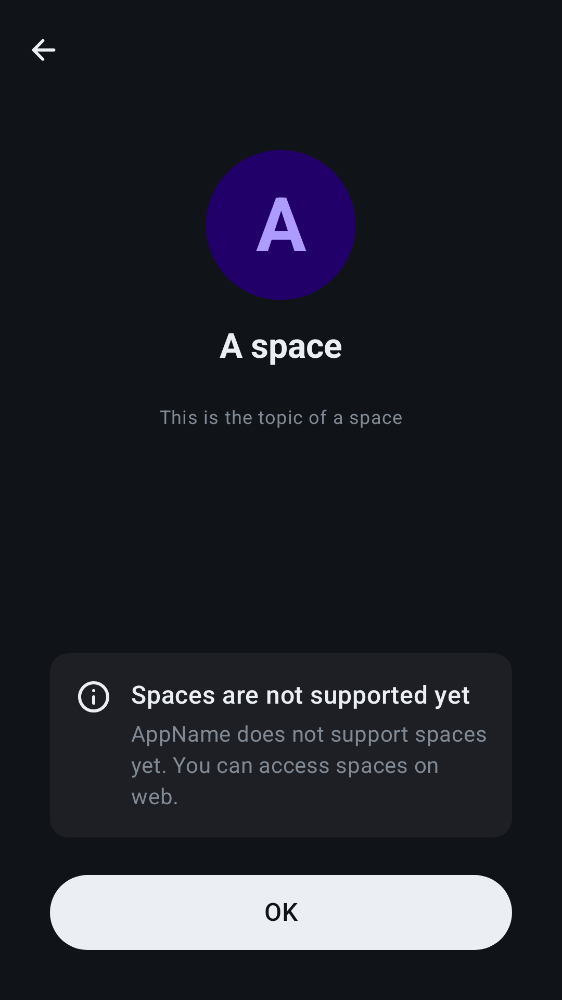 A
A space
This is the topic of a space
Spaces are not supported yet
AppName does not support spaces
yet. You can access spaces on
web.
OK